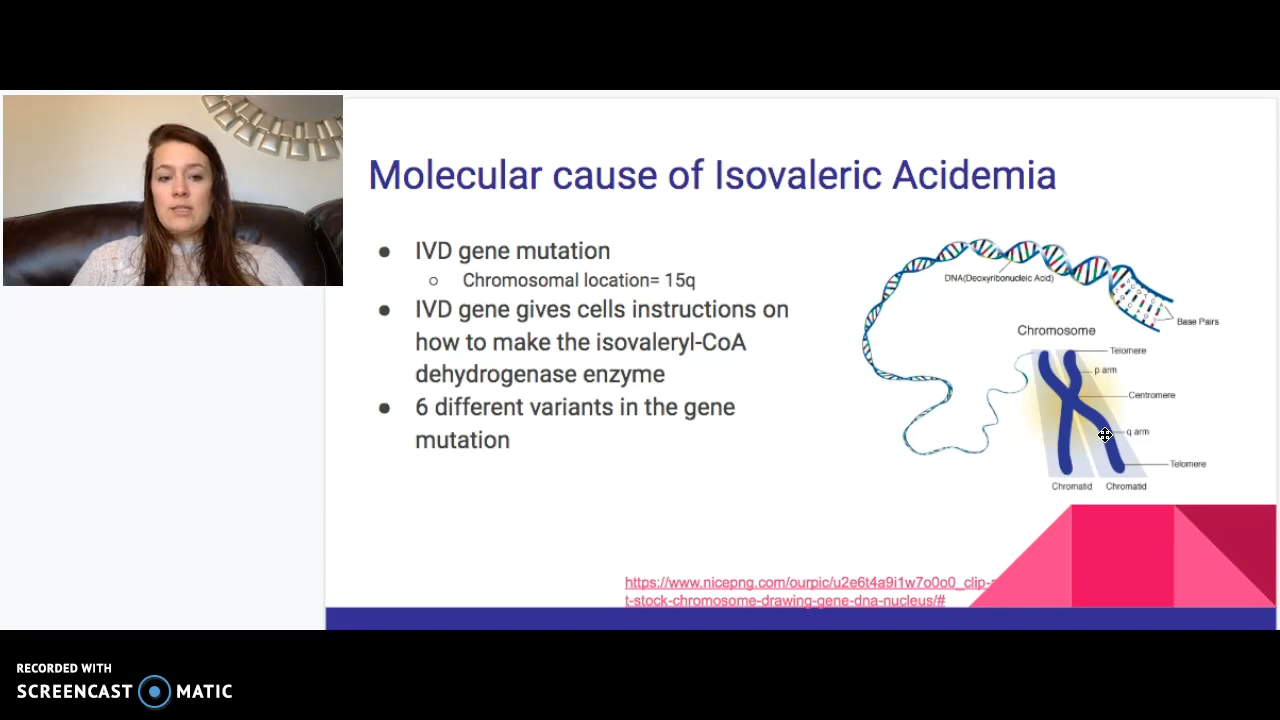 Molecular cause of Isovaleric Acidemia
● IVD gene mutation
○ Chromosomal location= 15q
● IVD gene gives cells instructions on
how to make the isovaleryl-CoA
dehydrogenase enzyme
● 6 different variants in the gene
mutation
DNA(Deoxyribonucleic Acid)
Base Pairs
Chromosome
Telomere
p arm
Centromere
q arm
Telomere
Chromatid Chromatid
https://www.nicepng.com/ourpic/u2e6t4a9i1w7o0o0_clip-
t-stock-chromosome-drawing-gene-dna-nucleus/#
RECORDED WITH
SCREENCAST MATIC